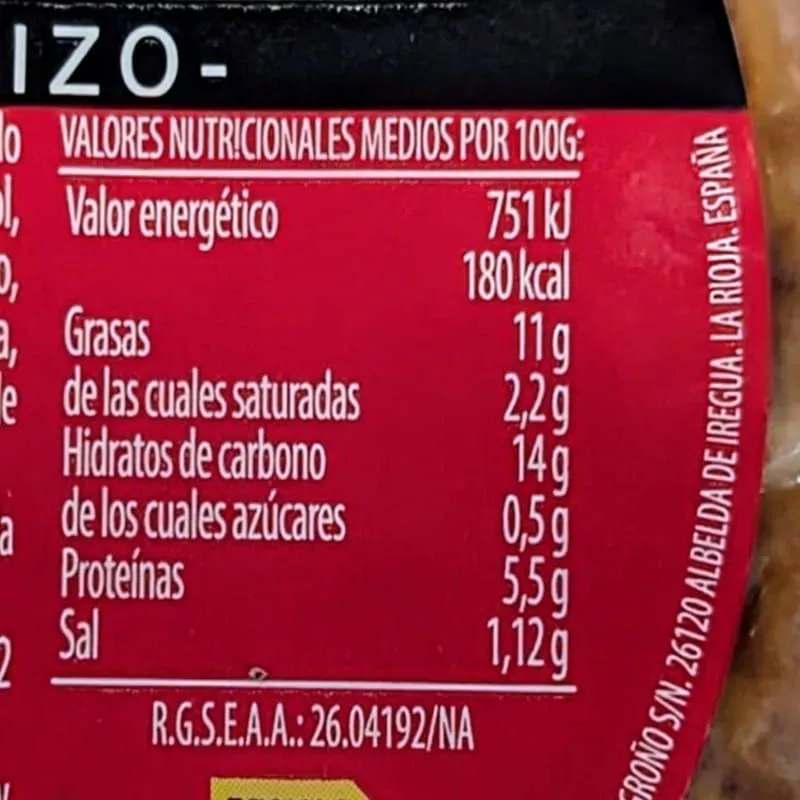 IZO-
VALORES NUTRICIONALES MEDIOS POR 100G:
Valor energético 751 kJ
180 kcal
Grasas 11 g
de las cuales saturadas 2,2 g
Hidratos de carbono 14 g
de los cuales azúcares 0,5 g
Proteínas 5,5 g
Sal 1,12 g
R.G.S.E.A.A.: 26.04192/NA
GROÑO S/N. 26120 ALBELDA DE IREGUA. LA RIOJA. ESPAÑA